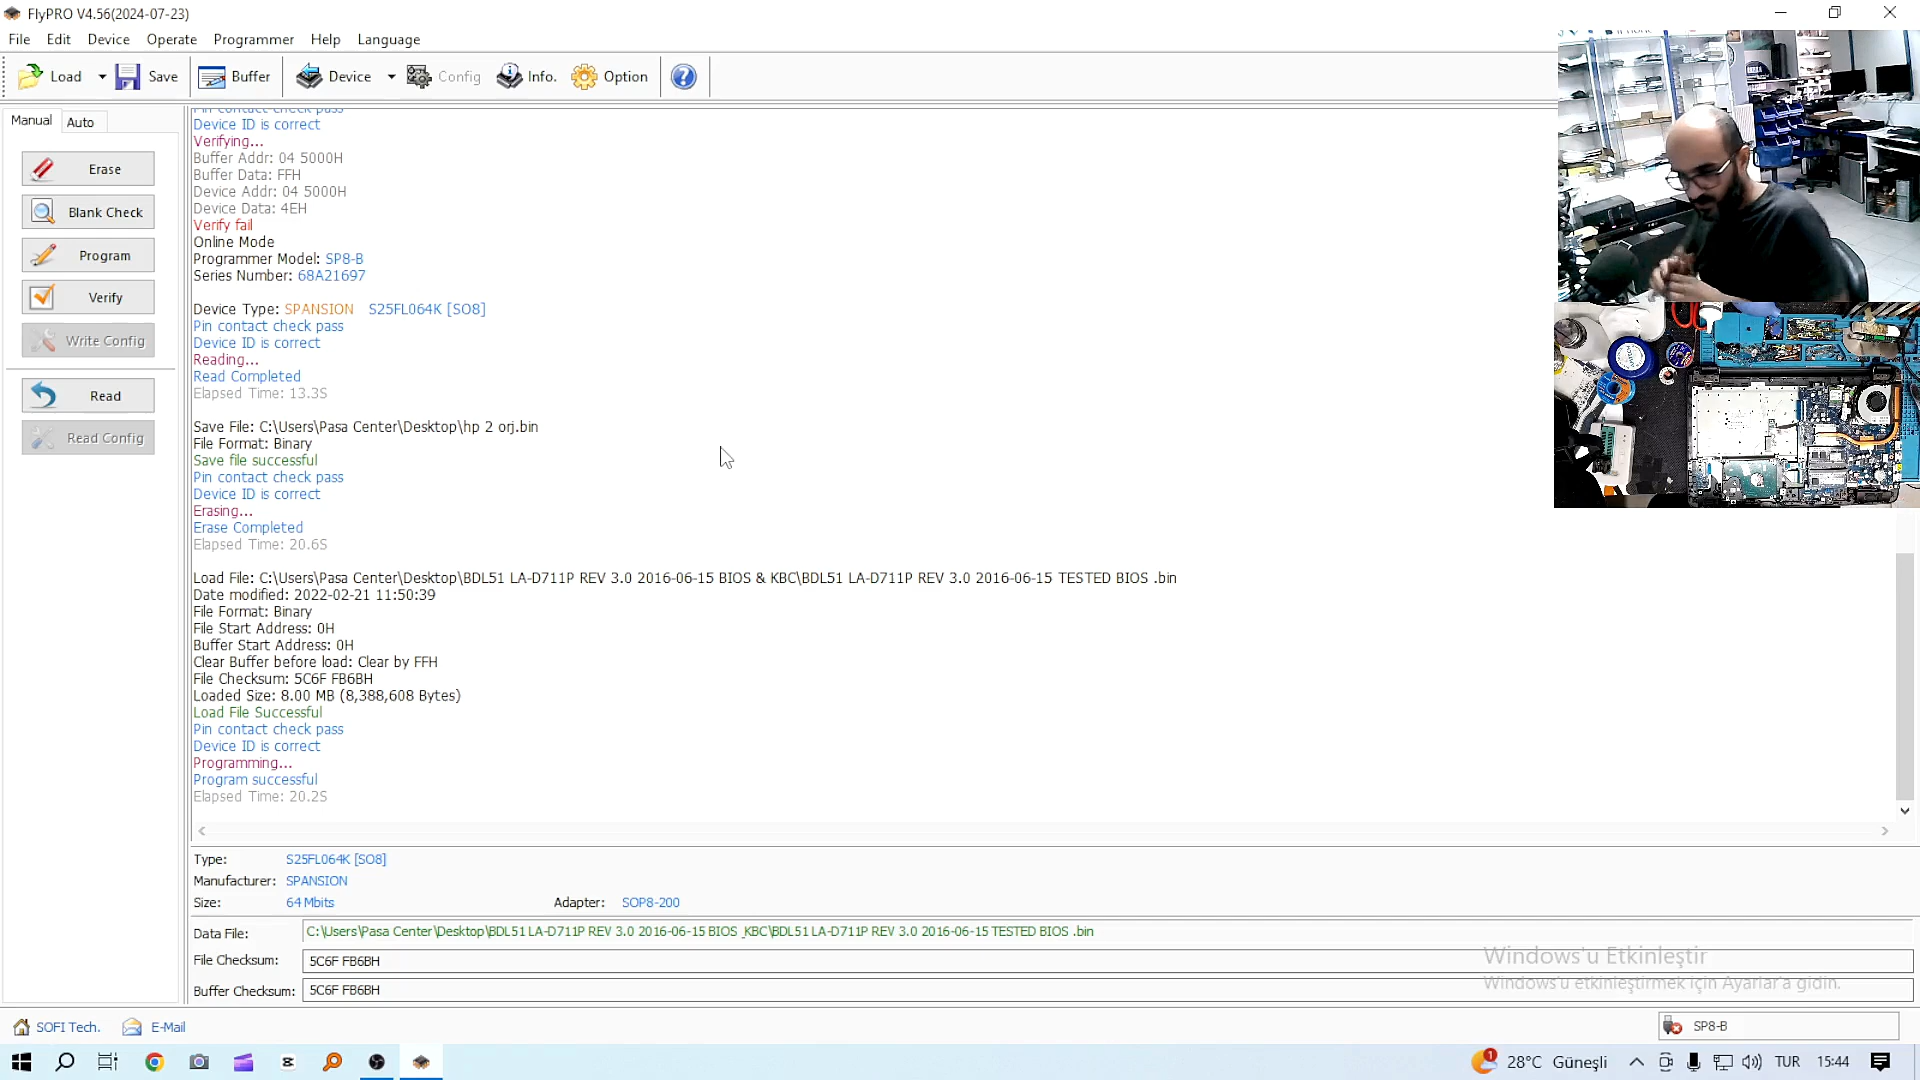 FlyPRO V4.56(2024-07-23)
File Edit Device Operate Programmer Help Language
Load Save Buffer Device Config Info. Option
Manual Auto
Erase
Blank Check
Program
Verify
Write Config
Read
Read Config
Pin contact check pass
Device ID is correct
Verifying...
Buffer Addr: 04 5000H
Buffer Data: FFH
Device Addr: 04 5000H
Device Data: 4EH
Verify fail
Online Mode
Programmer Model: SP8-B
Series Number: 68A21697
Device Type: SPANSION S25FL064K [SO8]
Pin contact check pass
Device ID is correct
Reading...
Read Completed
Elapsed Time: 13.3S
Save File: C:\Users\Pasa Center\Desktop\hp 2 orj.bin
File Format: Binary
Save file successful
Pin contact check pass
Device ID is correct
Erasing...
Erase Completed
Elapsed Time: 20.6S
Load File: C:\Users\Pasa Center\Desktop\BDL51 LA-D711P REV 3.0 2016-06-15 BIOS & KBC\BDL51 LA-D711P REV 3.0 2016-06-15 TESTED BIOS .bin
Date modified: 2022-02-21 11:50:39
File Format: Binary
File Start Address: 0H
Buffer Start Address: 0H
Clear Buffer before load: Clear by FFH
File Checksum: 5C6F FB6BH
Loaded Size: 8.00 MB (8,388,608 Bytes)
Load File Successful
Pin contact check pass
Device ID is correct
Programming...
Program successful
Elapsed Time: 20.2S
Type: S25FL064K [SO8]
Manufacturer: SPANSION
Size: 64 Mbits Adapter: SOP8-200
Data File: C:\Users\Pasa Center\Desktop\BDL51 LA-D711P REV 3.0 2016-06-15 BIOS _KBC\BDL51 LA-D711P REV 3.0 2016-06-15 TESTED BIOS .bin
File Checksum: 5C6F FB6BH
Buffer Checksum: 5C6F FB6BH
Windows'u Etkinleştir
Windows'u etkinleştirmek için Ayarlar'a gidin.
SOFI Tech. E-Mail SP8-B
1 28°C Güneşli TUR 15:44